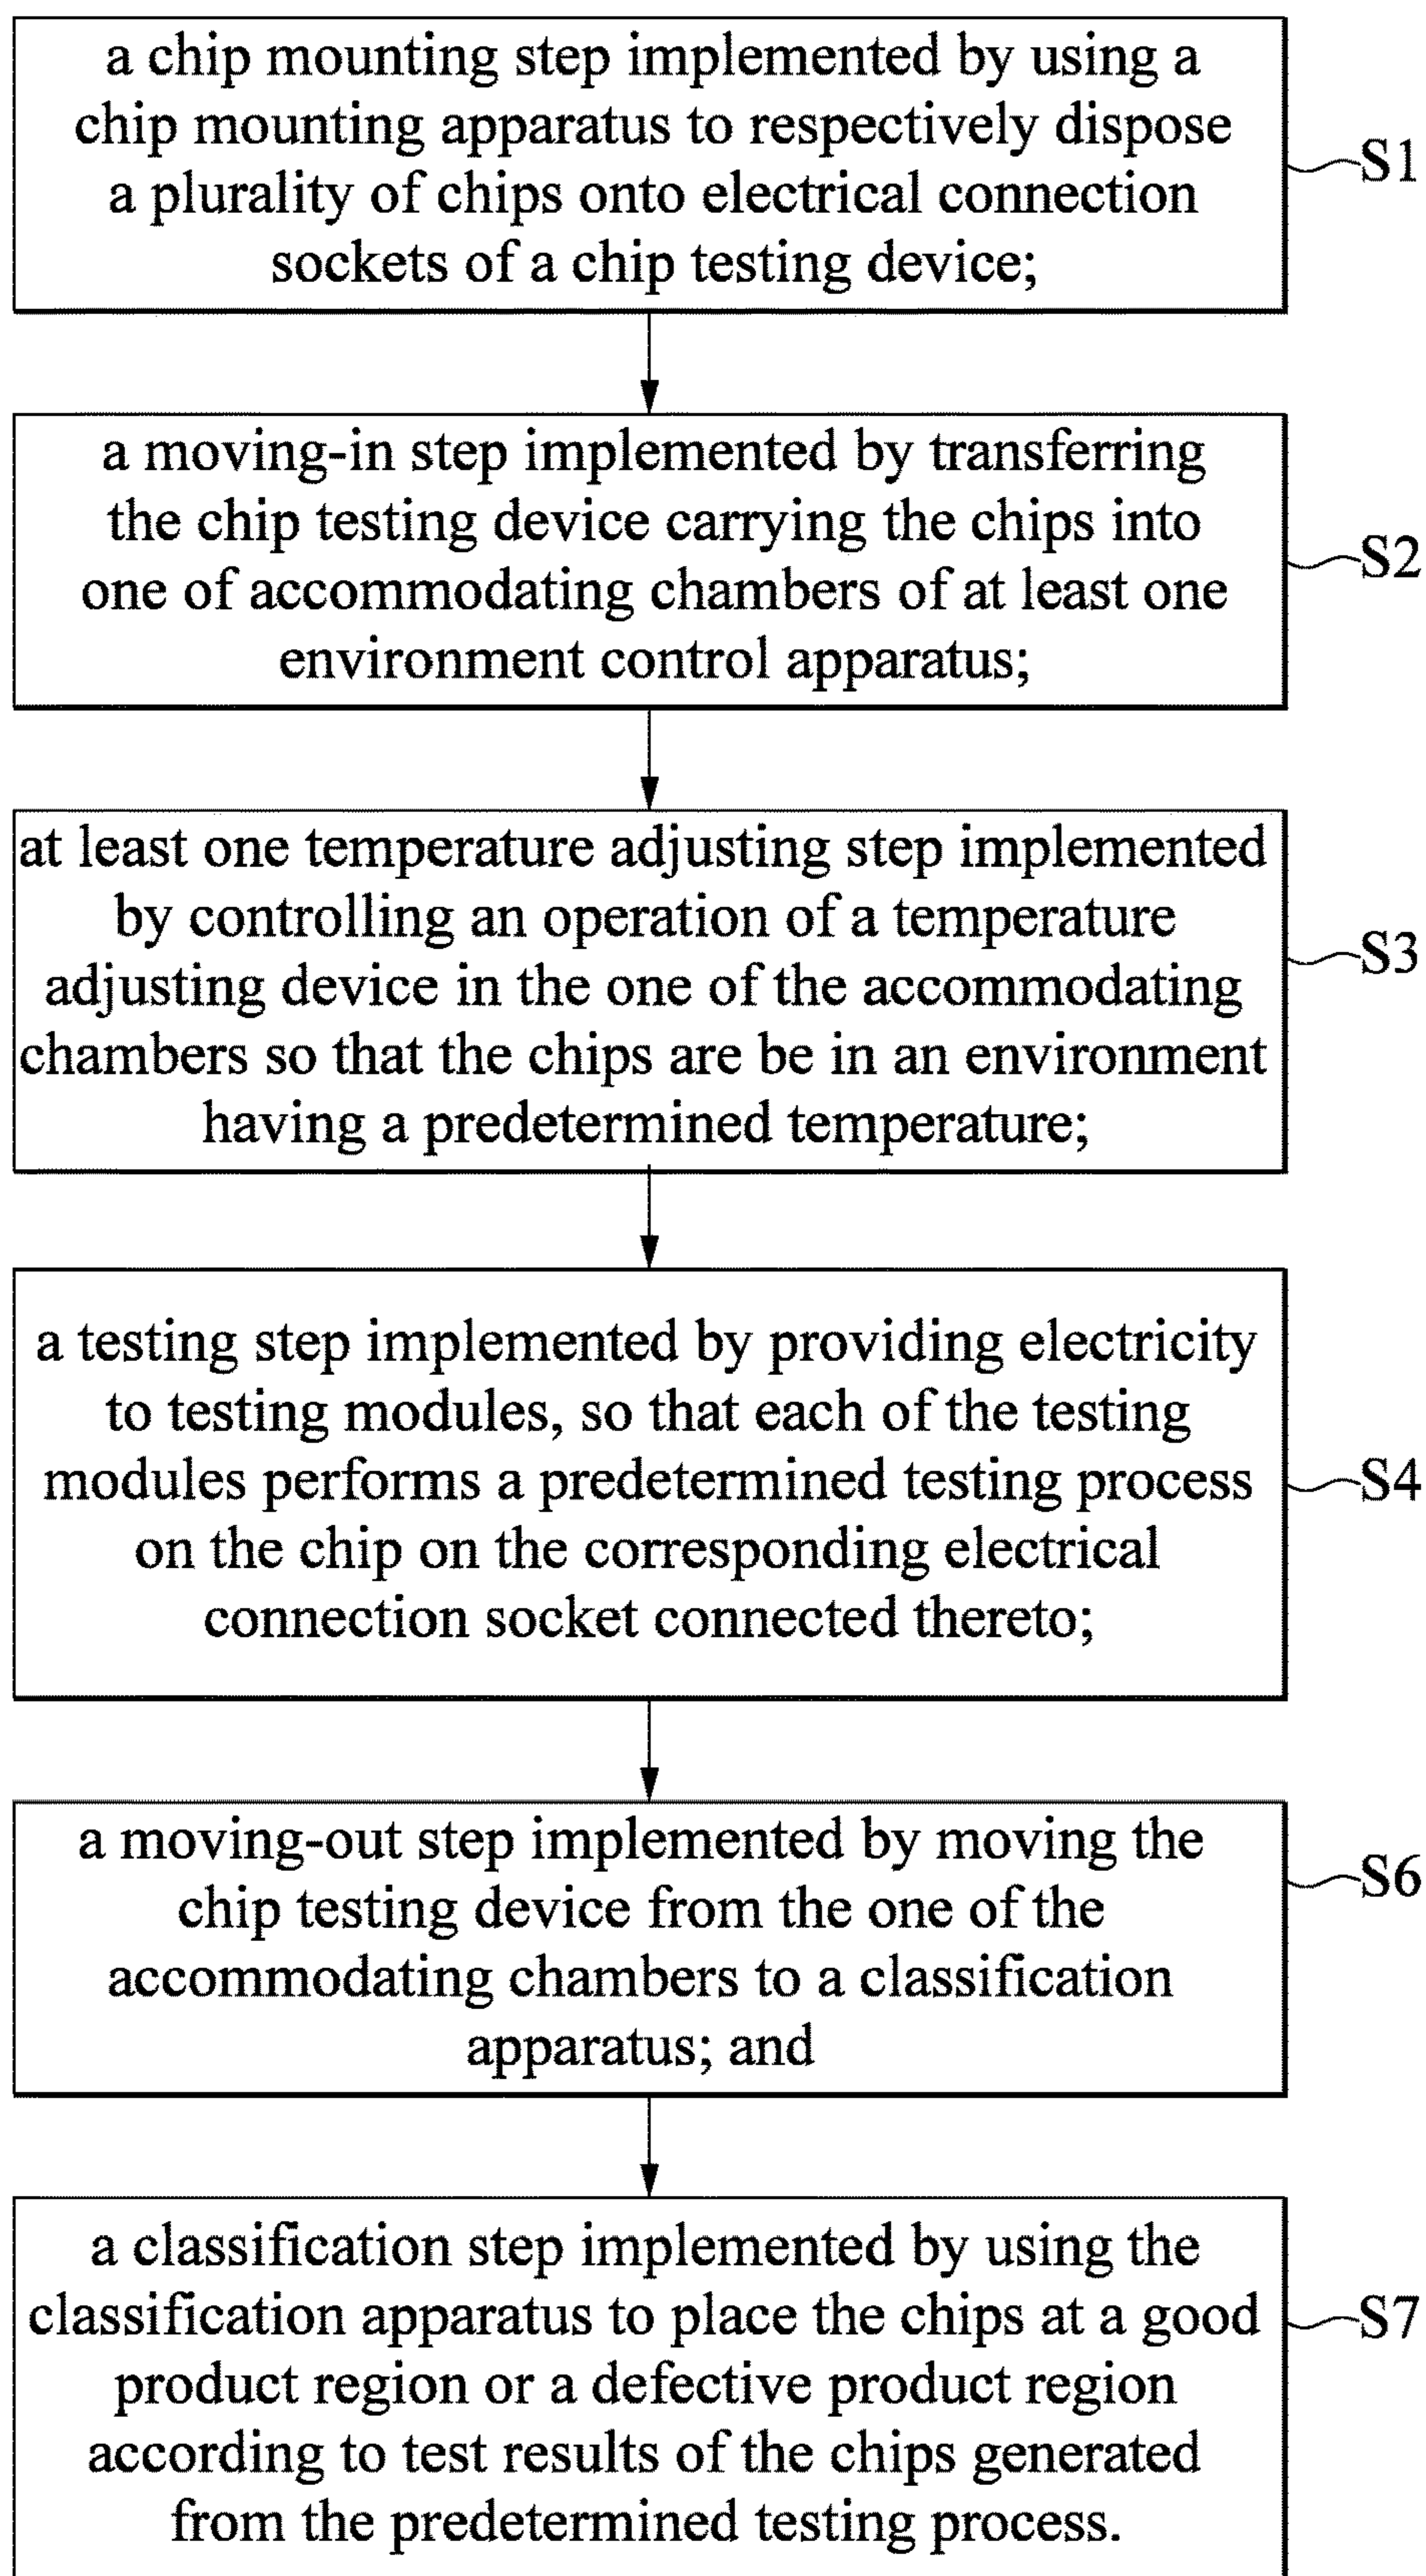 a chip mounting step implemented by using a
chip mounting apparatus to respectively dispose
a plurality of chips onto electrical connection
sockets of a chip testing device;
S1
a moving-in step implemented by transferring
the chip testing device carrying the chips into
one of accommodating chambers of at least one
environment control apparatus;
S2
at least one temperature adjusting step implemented
by controlling an operation of a temperature
adjusting device in the one of the accommodating
chambers so that the chips are be in an environment
having a predetermined temperature;
S3
a testing step implemented by providing electricity
to testing modules, so that each of the testing
modules performs a predetermined testing process
on the chip on the corresponding electrical
connection socket connected thereto;
S4
a moving-out step implemented by moving the
chip testing device from the one of the
accommodating chambers to a classification
apparatus; and
S6
a classification step implemented by using the
classification apparatus to place the chips at a good
product region or a defective product region
according to test results of the chips generated
from the predetermined testing process.
S7